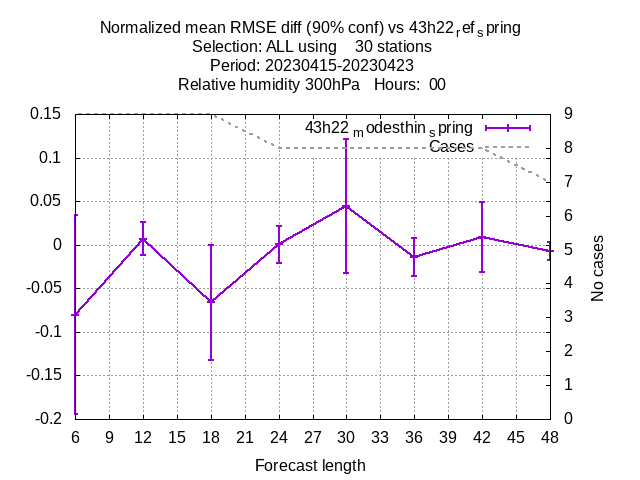 Normalized mean RMSE diff (90% conf) vs 43h22refspring
Selection: ALL using 30 stations
Period: 20230415-20230423
Relative humidity 300hPa Hours: 00
43h22modesthinspring
Cases
0.15
0.1
0.05
0
-0.05
-0.1
-0.15
-0.2
9
8
7
6
5
4
3
2
1
0
No cases
6 9 12 15 18 21 24 27 30 33 36 39 42 45 48
Forecast length